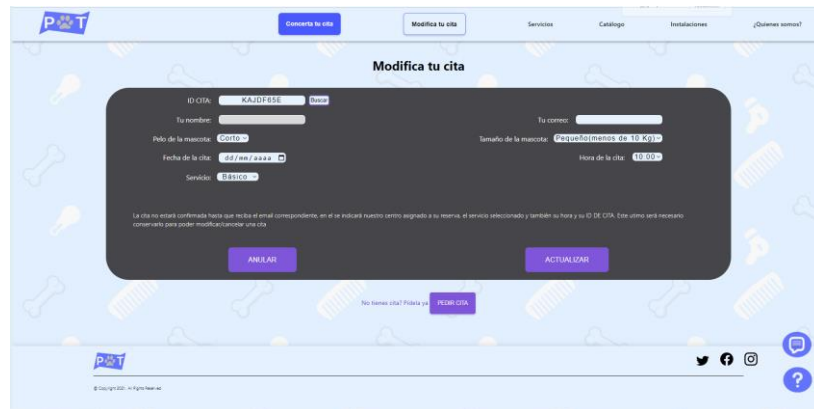 P T
Concerta tu cita
Modifica tu cita
Servicios
Catálogo
Instalaciones
¿Quienes somos?
Modifica tu cita
ID CITA: KAJDF65E Buscar
Tu nombre:
Tu correo:
Pelo de la mascota: Corto
Tamaño de la mascota: Pequeño(menos de 10 Kg)
Fecha de la cita: dd/mm/aaaa
Hora de la cita: 10:00
Servicio: Básico
La cita no estará confirmada hasta que reciba el email correspondiente, en el se indicará nuestro centro asignado a su reserva, el servicio seleccionado y también su hora y su ID DE CITA. Este utimo será necesario
conservarlo para poder modificar/cancelar una cita
ANULAR
ACTUALIZAR
No tienes cita? Pídela ya PEDIR CITA
P T
?